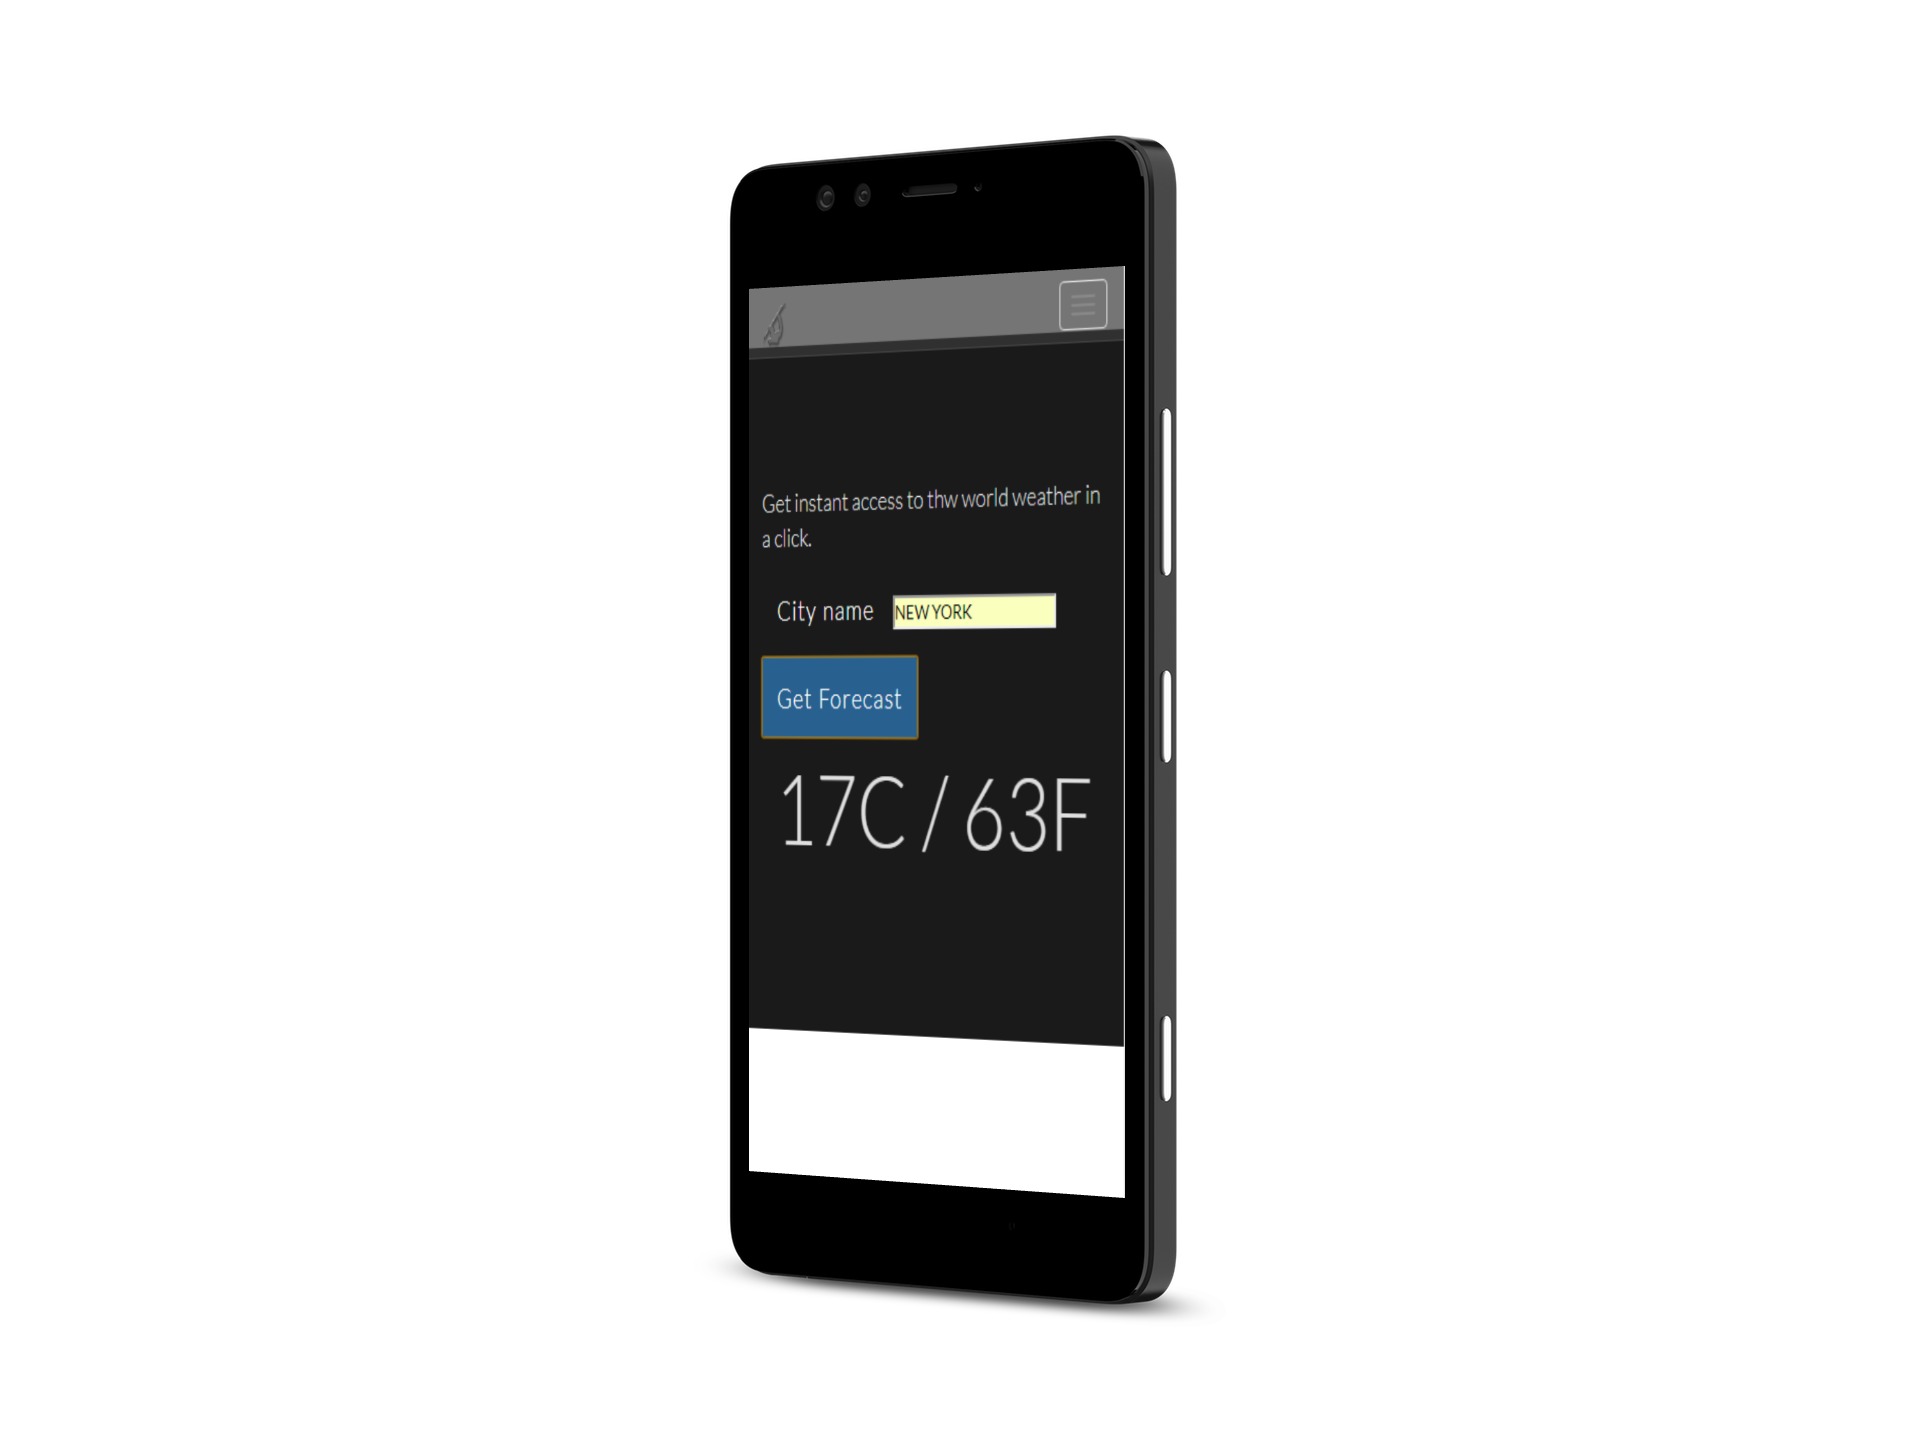 Get instant access to thw world weather in
a click.
City name NEW YORK
Get Forecast
17C / 63F